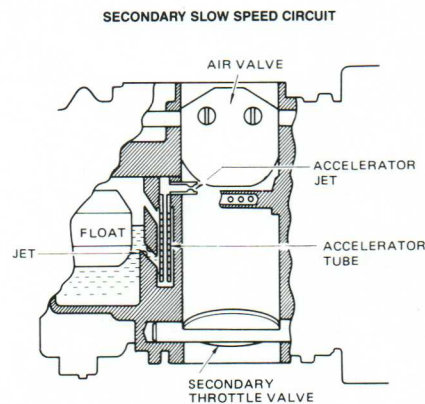 SECONDARY SLOW SPEED CIRCUIT
AIR VALVE
ACCELERATOR
JET
FLOAT
JET
ACCELERATOR
TUBE
SECONDARY
THROTTLE VALVE